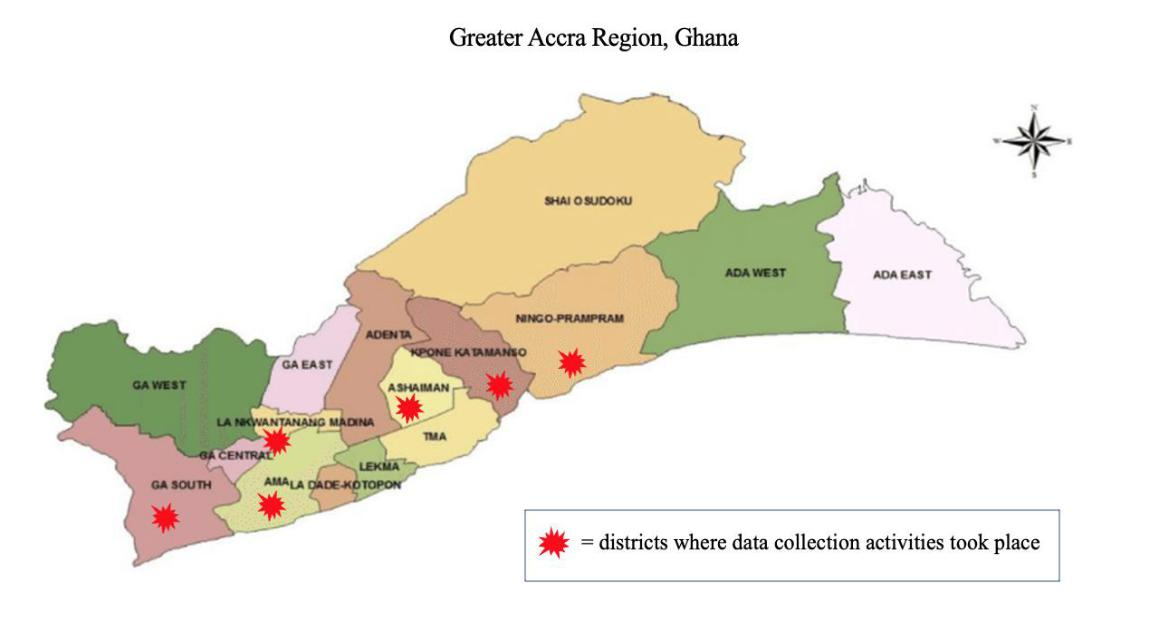 Greater Accra Region, Ghana
N
W
E
S
SHAI OSUDOKU
ADA WEST
ADA EAST
NINGO-PRAMPRAM
ADENTA
KPONE KATAMANSO
GA EAST
GA WEST
ASHAIMAN
LA NKWANTANANG MADINA
TMA
GA CENTRAL
LEKMA
GA SOUTH
AMA
LA DADE-KOTOPON
= districts where data collection activities took place